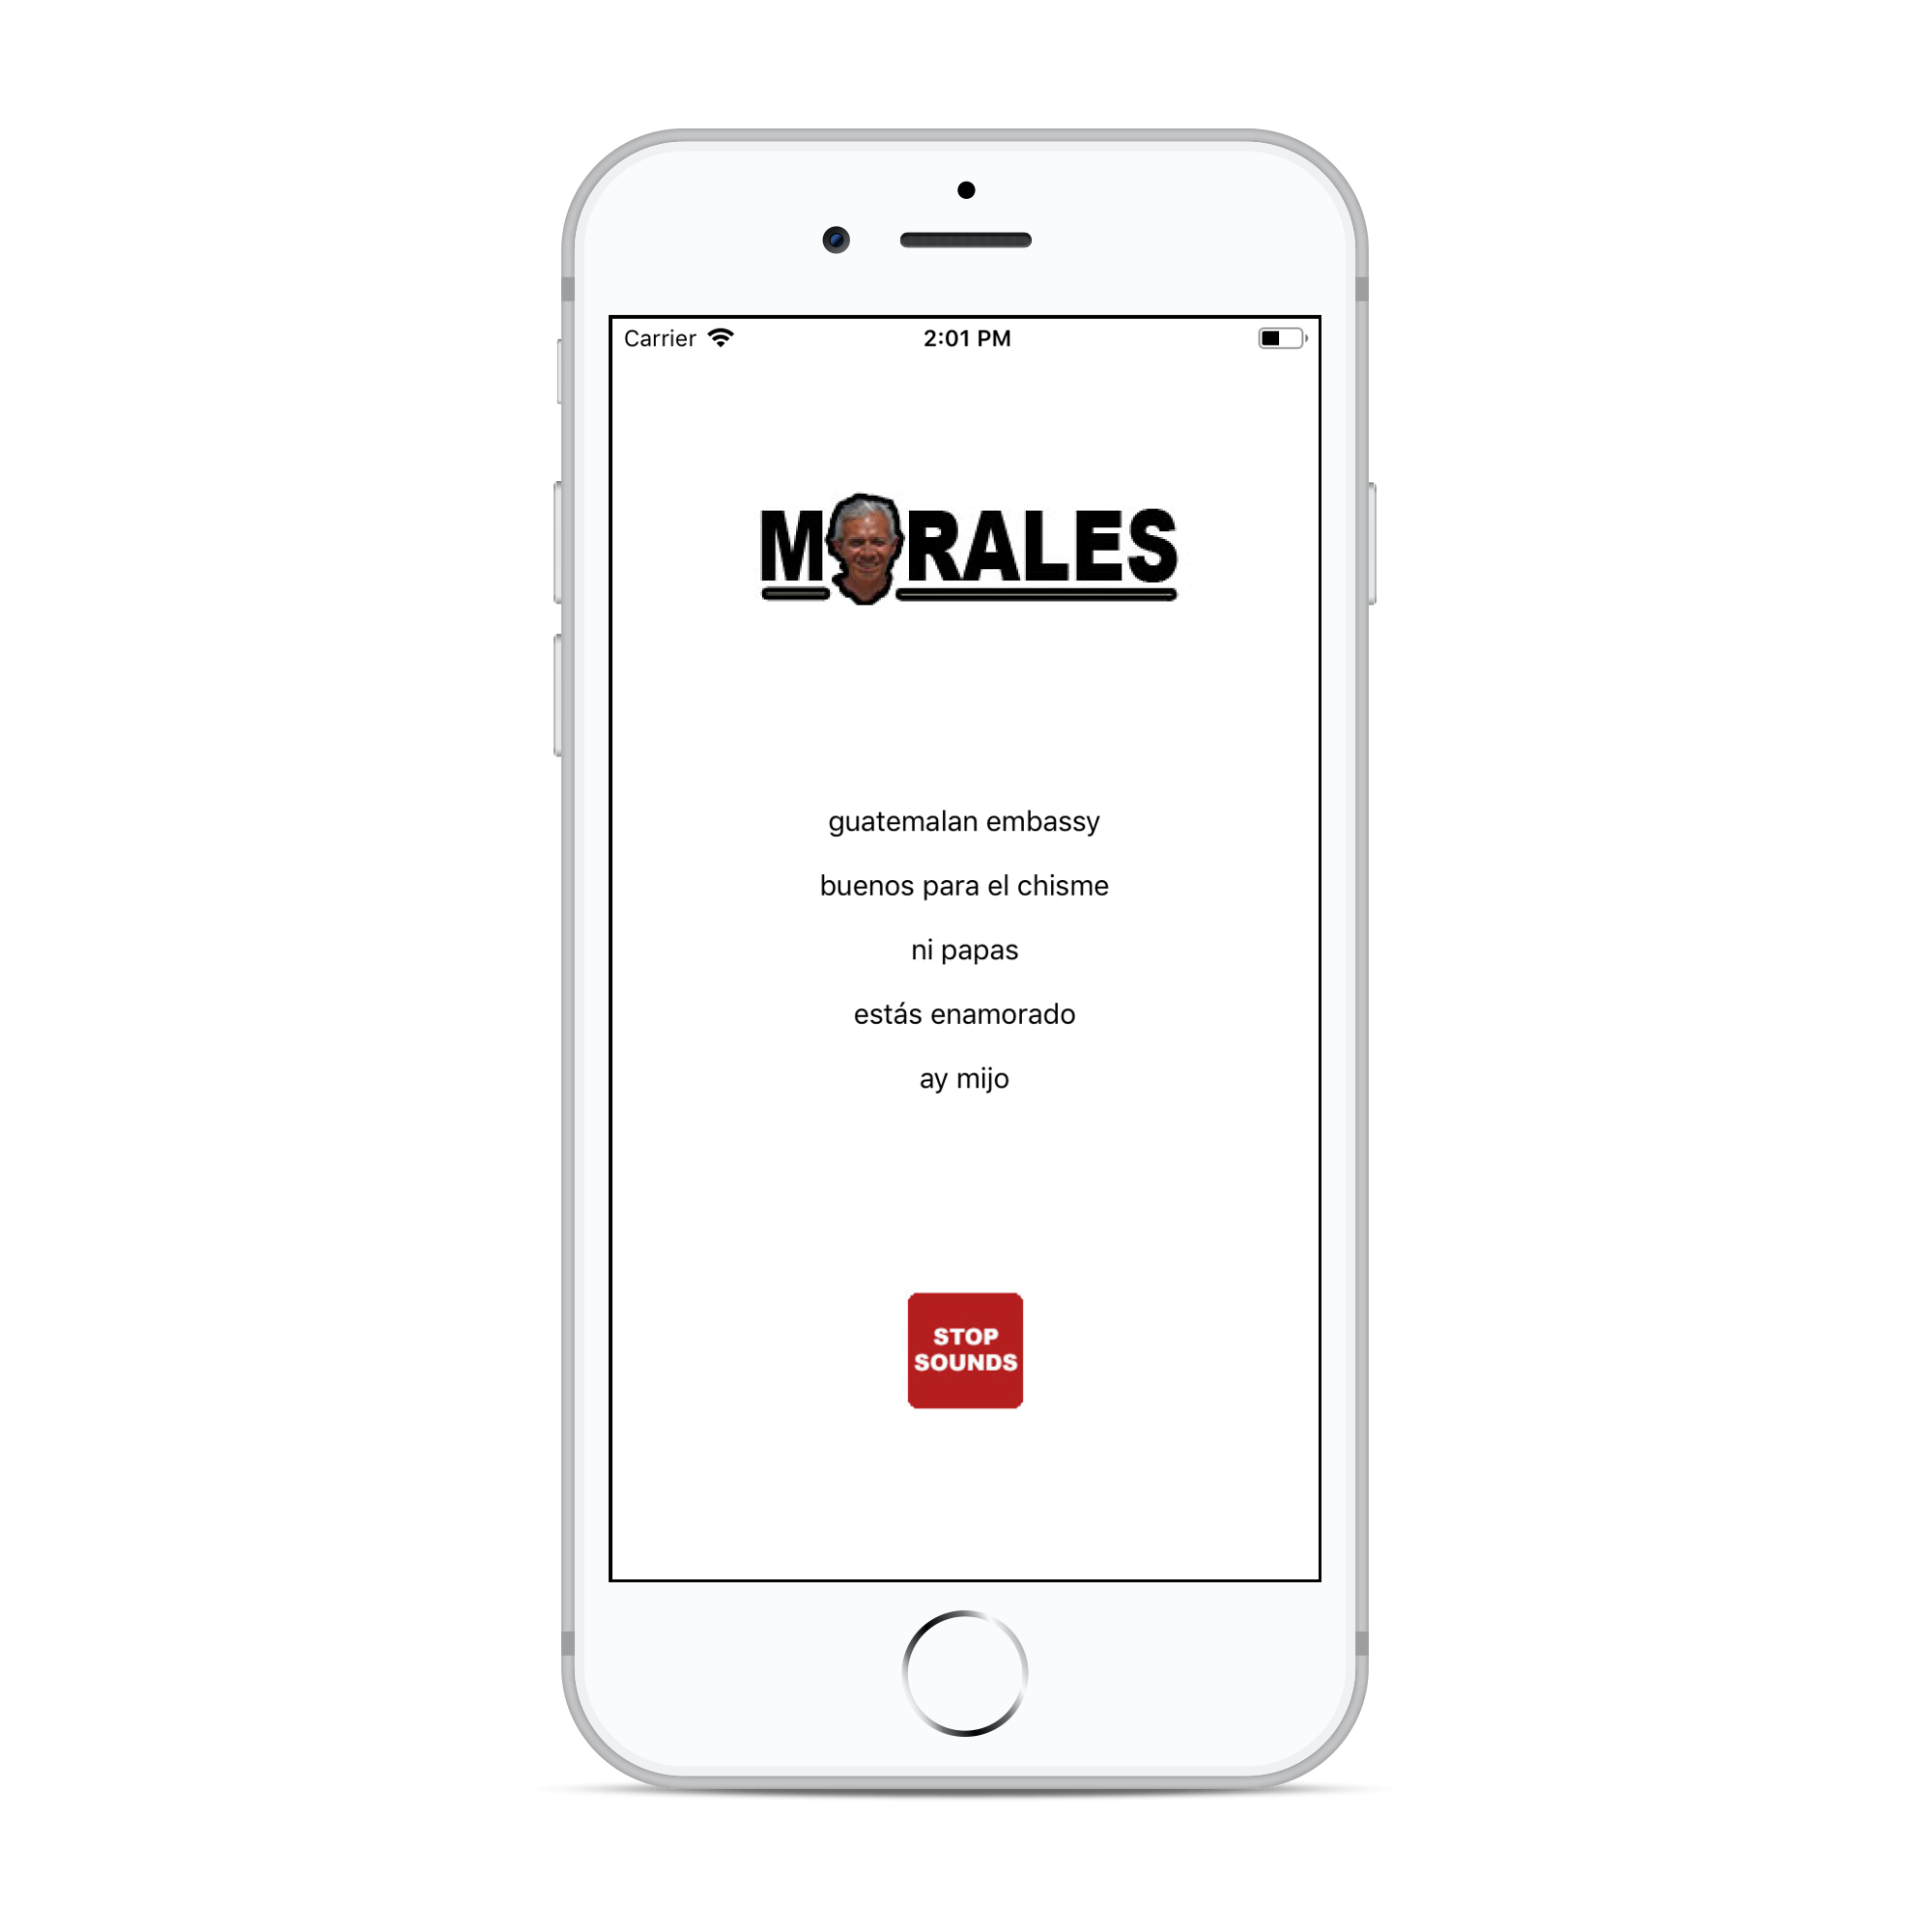 Carrier 2:01 PM
MORALES
guatemalan embassy
buenos para el chisme
ni papas
estás enamorado
ay mijo
STOP
SOUNDS